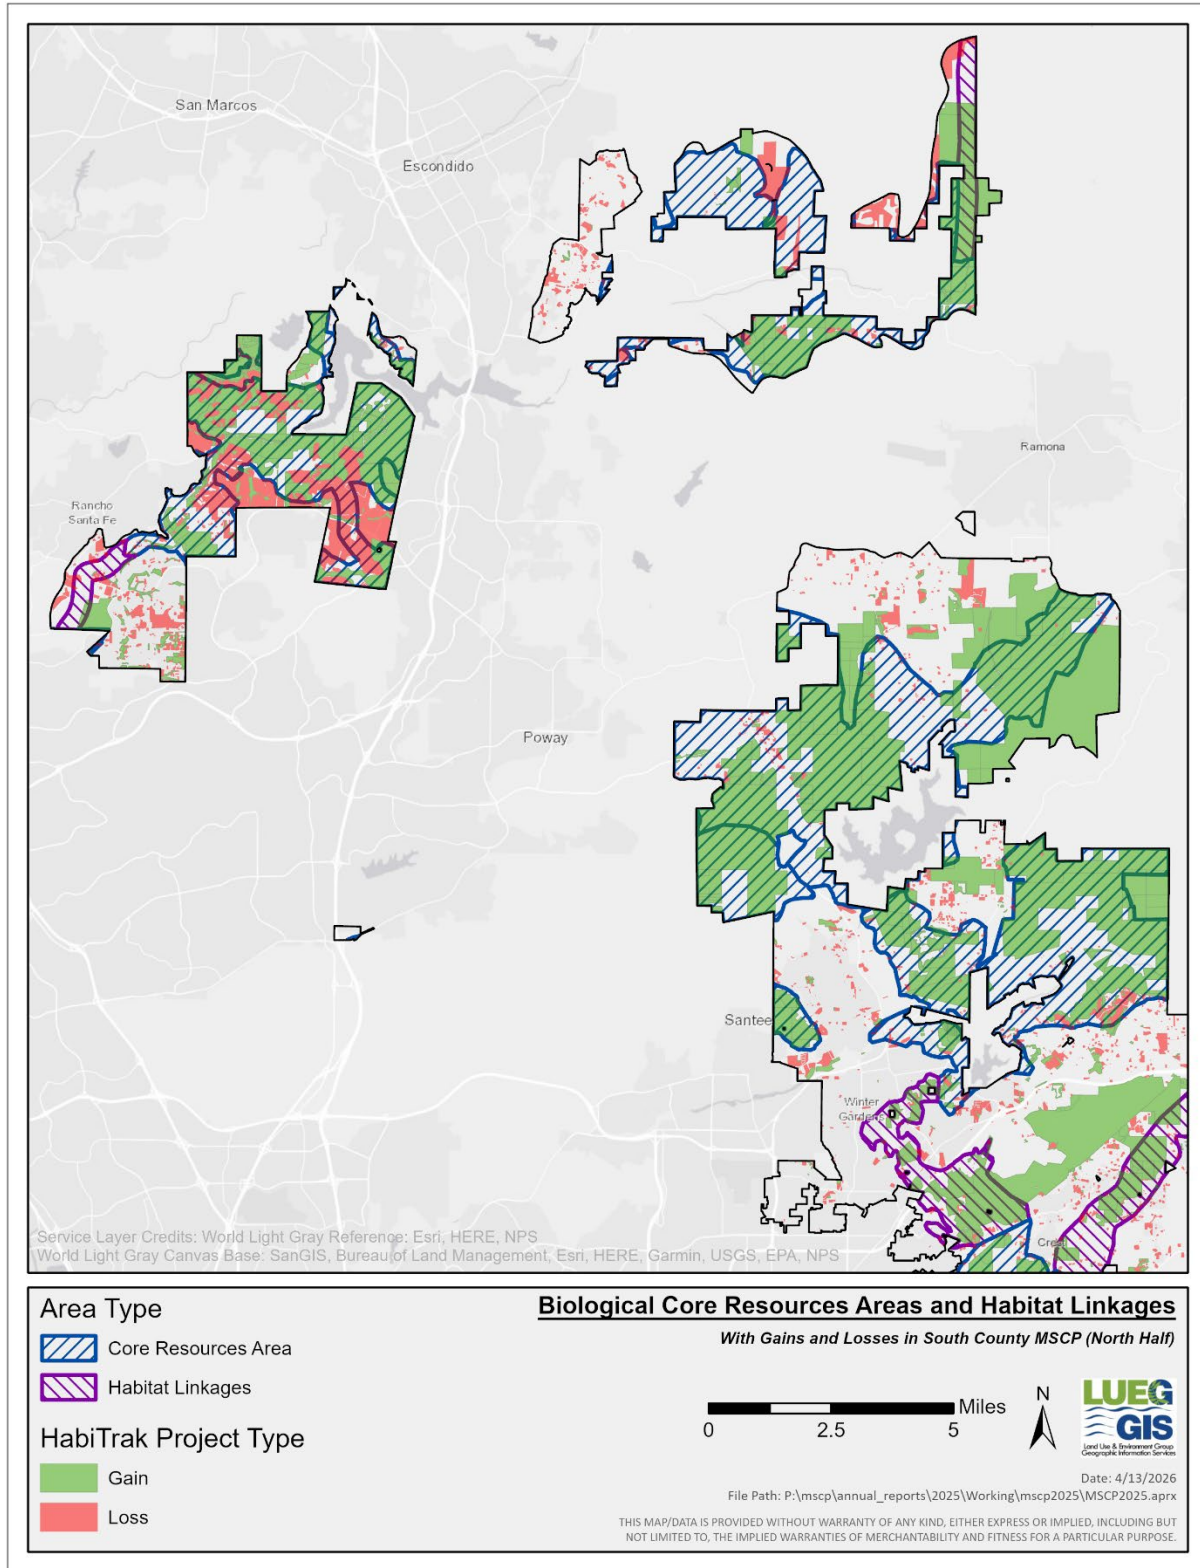 San Marcos
Escondido
Ramona
Rancho
Santa Fe
Poway
Santee
Winter
Gardens
Service Layer Credits: World Light Gray Reference: Esri, HERE, NPS
World Light Gray Canvas Base: SanGIS, Bureau of Land Management, Esri, HERE, Garmin, USGS, EPA, NPS
Area Type
Core Resources Area
Habitat Linkages
HabiTrak Project Type
Gain
Loss
Biological Core Resources Areas and Habitat Linkages
With Gains and Losses in South County MSCP (North Half)
Miles
0 2.5 5
N
LUEG
GIS
Land Use & Environment Group
Geographic Information Services
Date: 4/13/2026
File Path: P:\mscp\annual_reports\2025\Working\mscp2025\MSCP2025.aprx
THIS MAP/DATA IS PROVIDED WITHOUT WARRANTY OF ANY KIND, EITHER EXPRESS OR IMPLIED, INCLUDING BUT
NOT LIMITED TO, THE IMPLIED WARRANTIES OF MERCHANTABILITY AND FITNESS FOR A PARTICULAR PURPOSE.